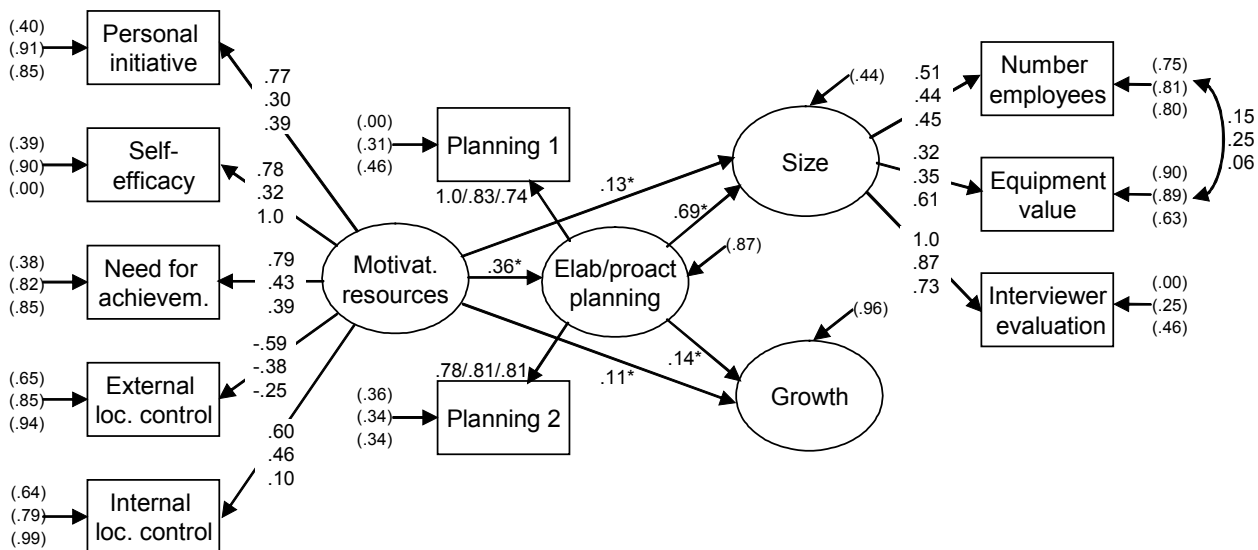 (.40)
(.91)
(.85)
Personal
initiative
.77
.30
.39
(.39)
(.90)
(.00)
Self-
efficacy
.78
.32
1.0
(.38)
(.82)
(.85)
Need for
achievem.
.79
.43
.39
(.65)
(.85)
(.94)
External
loc. control
-.59
-.38
-.25
(.64)
(.79)
(.99)
Internal
loc. control
.60
.46
.10
Motivat.
resources
(.00)
(.31)
(.46)
Planning 1
1.0/.83/.74
.13*
.36*
.11*
Elab/proact
planning
(.87)
.69*
.14*
.78/.81/.81
(.36)
(.34)
(.34)
Planning 2
(.44)
Size
(.96)
Growth
.51
.44
.45
Number
employees
(.75)
(.81)
(.80)
.15
.25
.06
.32
.35
.61
Equipment
value
(.90)
(.89)
(.63)
1.0
.87
.73
Interviewer
evaluation
(.00)
(.25)
(.46)